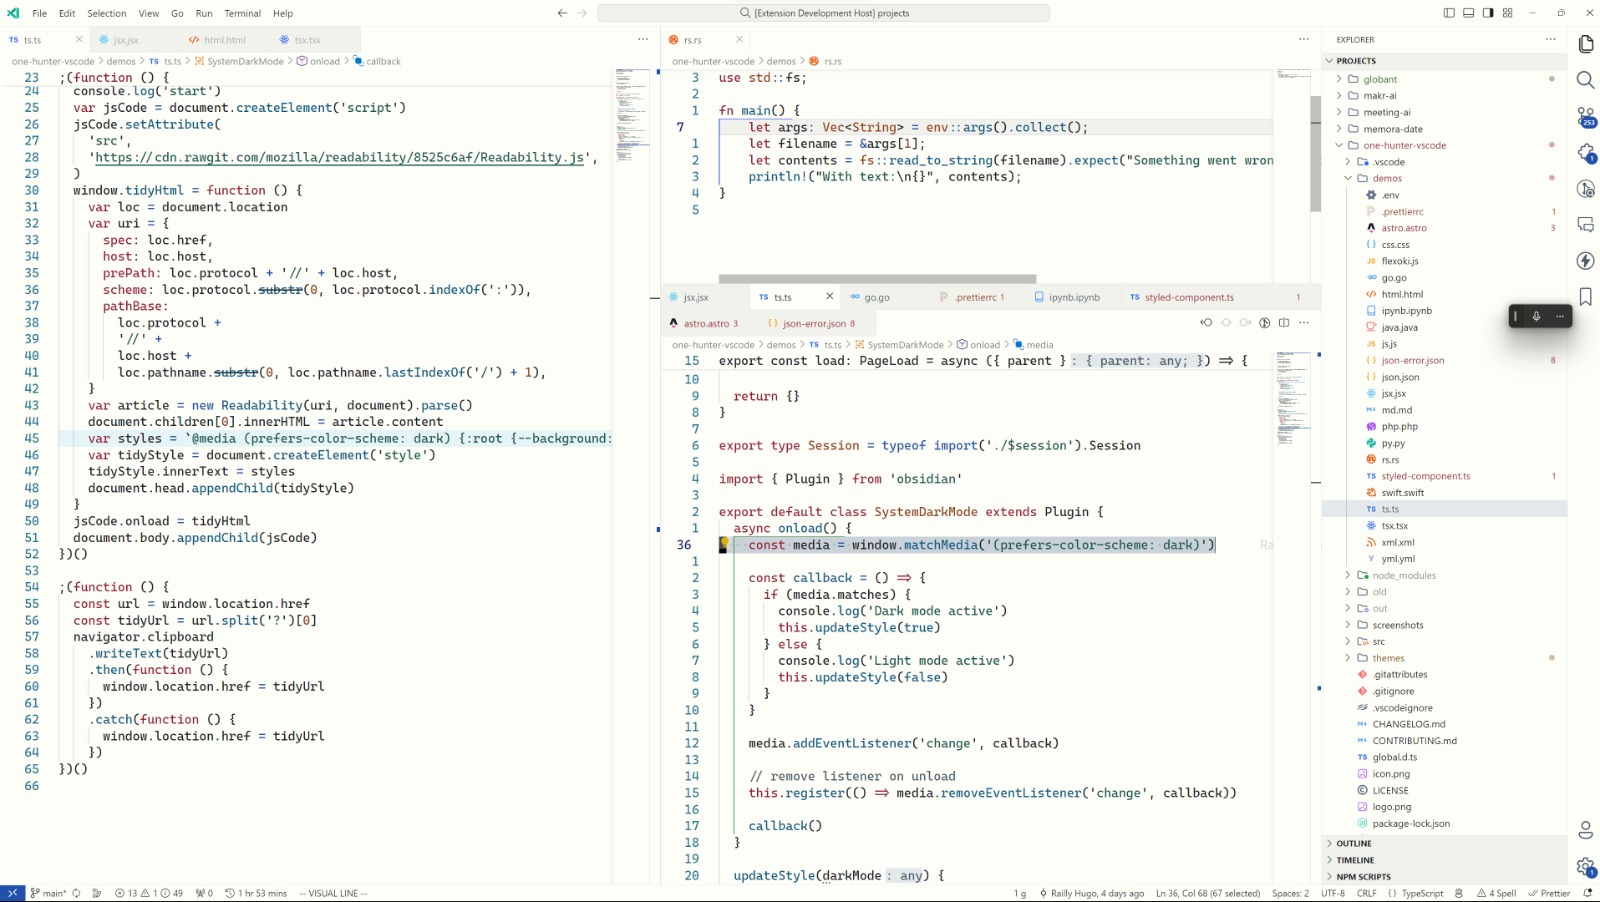 File Edit Selection View Go Run Terminal Help
[Extension Development Host] projects
TS ts.ts jsx.jsx html.html tsx.tsx
one-hunter-vscode > demos > TS ts.ts > SystemDarkMode > onload > callback
23 ;(function () {
24 console.log('start')
25 var jsCode = document.createElement('script')
26 jsCode.setAttribute(
27 'src',
28 'https://cdn.rawgit.com/mozilla/readability/8525c6af/Readability.js',
29 )
30 window.tidyHtml = function () {
31 var loc = document.location
32 var uri = {
33 spec: loc.href,
34 host: loc.host,
35 prePath: loc.protocol + '//' + loc.host,
36 scheme: loc.protocol.substr(0, loc.protocol.indexOf(':')),
37 pathBase:
38 loc.protocol +
39 '//' +
40 loc.host +
41 loc.pathname.substr(0, loc.pathname.lastIndexOf('/') + 1),
42 }
43 var article = new Readability(uri, document).parse()
44 document.children[0].innerHTML = article.content
45 var styles = `@media (prefers-color-scheme: dark) {:root {--background:
46 var tidyStyle = document.createElement('style')
47 tidyStyle.innerText = styles
48 document.head.appendChild(tidyStyle)
49 }
50 jsCode.onload = tidyHtml
51 document.body.appendChild(jsCode)
52 })()
53
54 ;(function () {
55 const url = window.location.href
56 const tidyUrl = url.split('?')[0]
57 navigator.clipboard
58 .writeText(tidyUrl)
59 .then(function () {
60 window.location.href = tidyUrl
61 })
62 .catch(function () {
63 window.location.href = tidyUrl
64 })
65 })()
66
rs.rs
one-hunter-vscode > demos > rs.rs
3 use std::fs;
2
1 fn main() {
7 let args: Vec<String> = env::args().collect();
1 let filename = &args[1];
2 let contents = fs::read_to_string(filename).expect("Something went wron
3 println!("With text:\n{}", contents);
4 }
5
jsx.jsx TS ts.ts go.go .prettierrc 1 ipynb.ipynb TS styled-component.ts 1
astro.astro 3 json-error.json 8
one-hunter-vscode > demos > TS ts.ts > SystemDarkMode > onload > media
15 export const load: PageLoad = async ({ parent }: { parent: any; }) => {
10
9 return {}
8 }
7
6 export type Session = typeof import('./$session').Session
5
4 import { Plugin } from 'obsidian'
3
2 export default class SystemDarkMode extends Plugin {
1 async onload() {
36 const media = window.matchMedia('(prefers-color-scheme: dark)') Ra
1
2 const callback = () => {
3 if (media.matches) {
4 console.log('Dark mode active')
5 this.updateStyle(true)
6 } else {
7 console.log('Light mode active')
8 this.updateStyle(false)
9 }
10 }
11
12 media.addEventListener('change', callback)
13
14 // remove listener on unload
15 this.register(() => media.removeEventListener('change', callback))
16
17 callback()
18 }
19
20 updateStyle(darkMode: any) {
EXPLORER
PROJECTS
globant
makr-ai
meeting-ai
memora-date
one-hunter-vscode
.vscode
demos
.env
.prettierrc 1
astro.astro 3
css.css
flexoki.js
go.go
html.html
ipynb.ipynb
java.java
js.js
json-error.json 8
json.json
jsx.jsx
md.md
php.php
py.py
rs.rs
styled-component.ts 1
swift.swift
ts.ts
tsx.tsx
xml.xml
yml.yml
node_modules
old
out
screenshots
src
themes
.gitattributes
.gitignore
.vscodeignore
CHANGELOG.md
CONTRIBUTING.md
global.d.ts
icon.png
LICENSE
logo.png
package-lock.json
OUTLINE
TIMELINE
NPM SCRIPTS
253
1
1
main* 13 1 49 0 1 hr 53 mins -- VISUAL LINE -- 1 g Railly Hugo, 4 days ago Ln 36, Col 68 (67 selected) Spaces: 2 UTF-8 CRLF { } TypeScript 4 Spell Prettier